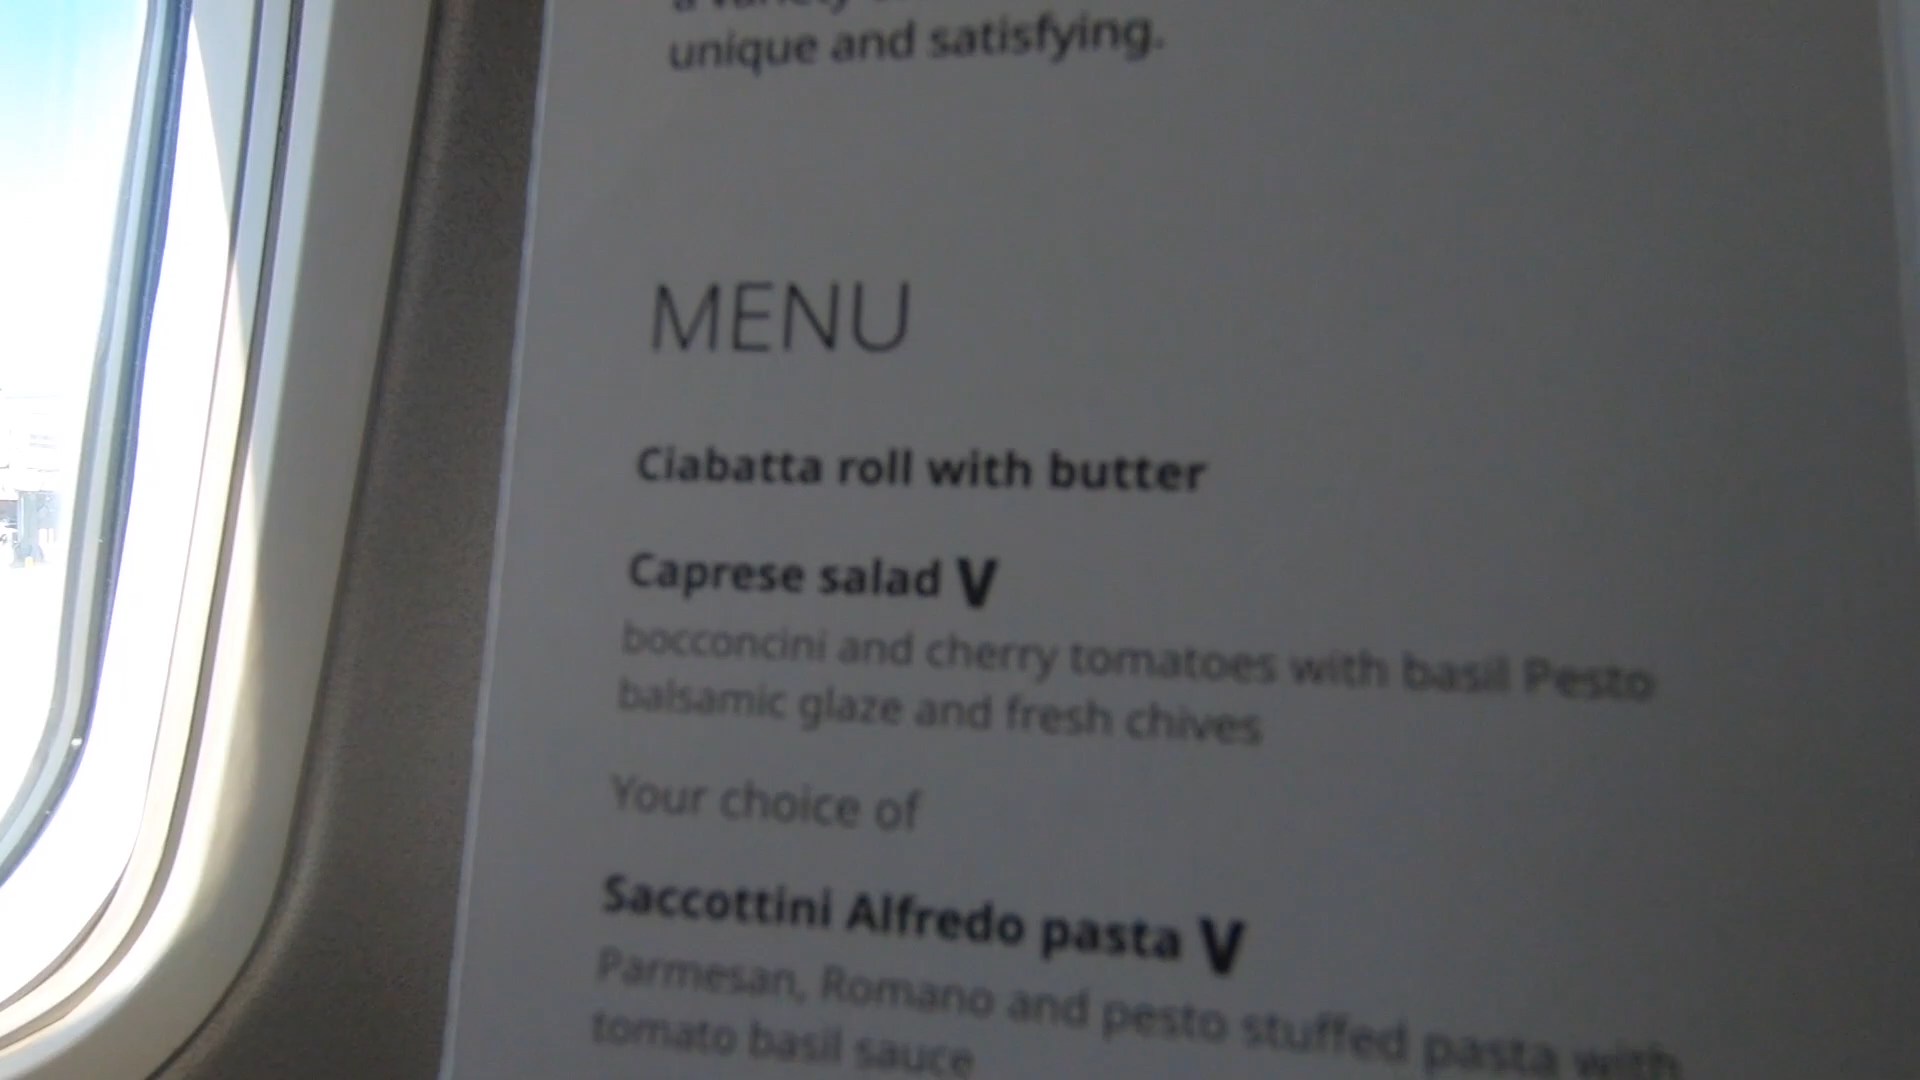 a variety
unique and satisfying.
MENU
Ciabatta roll with butter
Caprese salad V
bocconcini and cherry tomatoes with basil Pesto
balsamic glaze and fresh chives
Your choice of
Saccottini Alfredo pasta V
Parmesan, Romano and pesto stuffed pasta with
tomato basil sauce